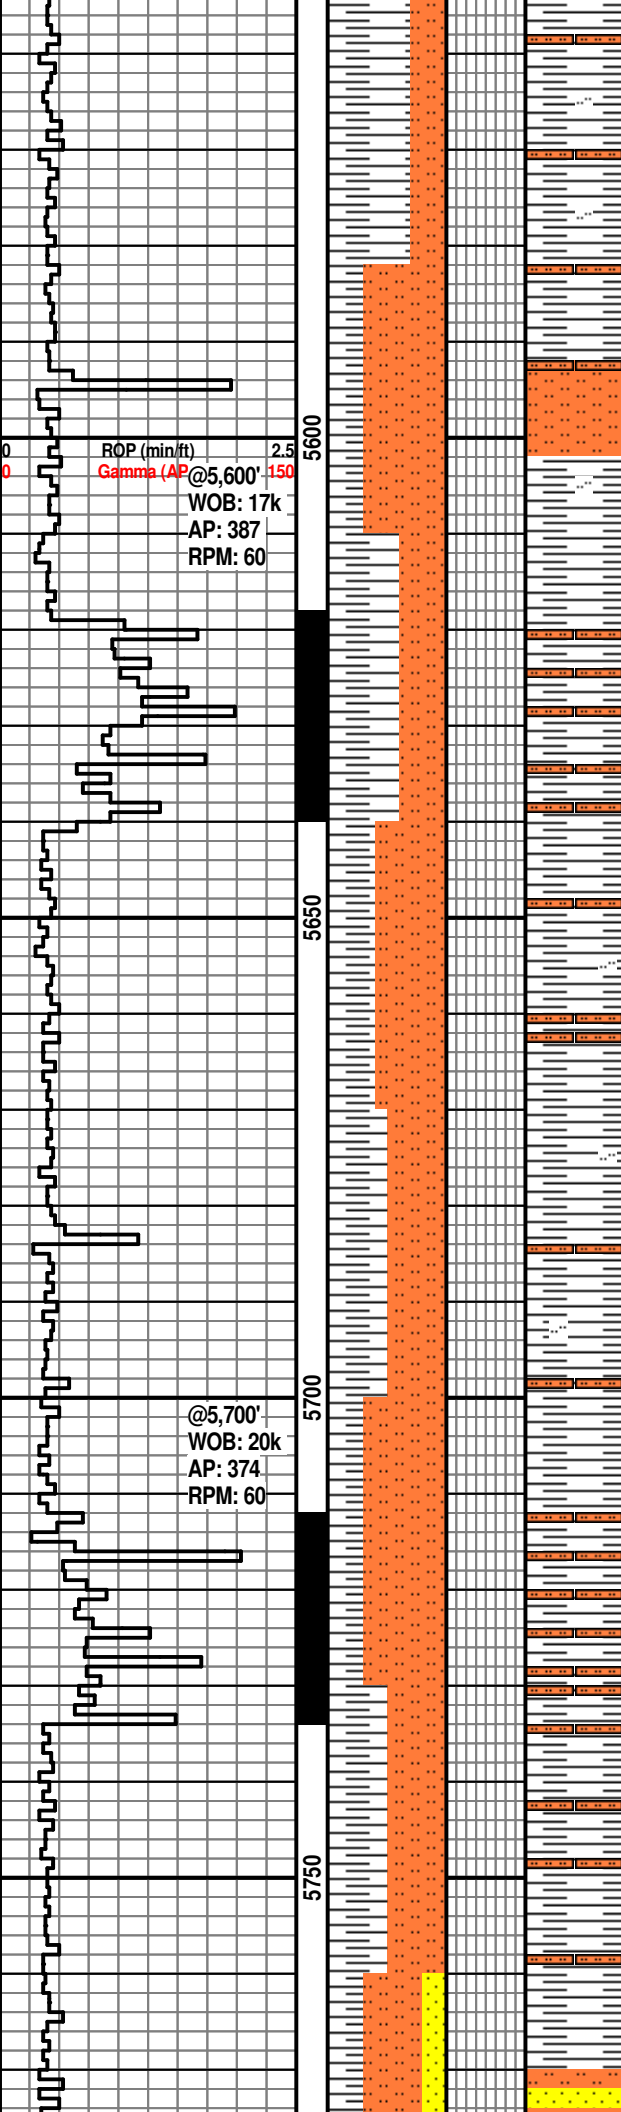 5600
0 ROP (min/ft) 2.5
0 Gamma (AP 150
@5,600'
WOB: 17k
AP: 387
RPM: 60
5650
5700
@5,700'
WOB: 20k
AP: 374
RPM: 60
5750